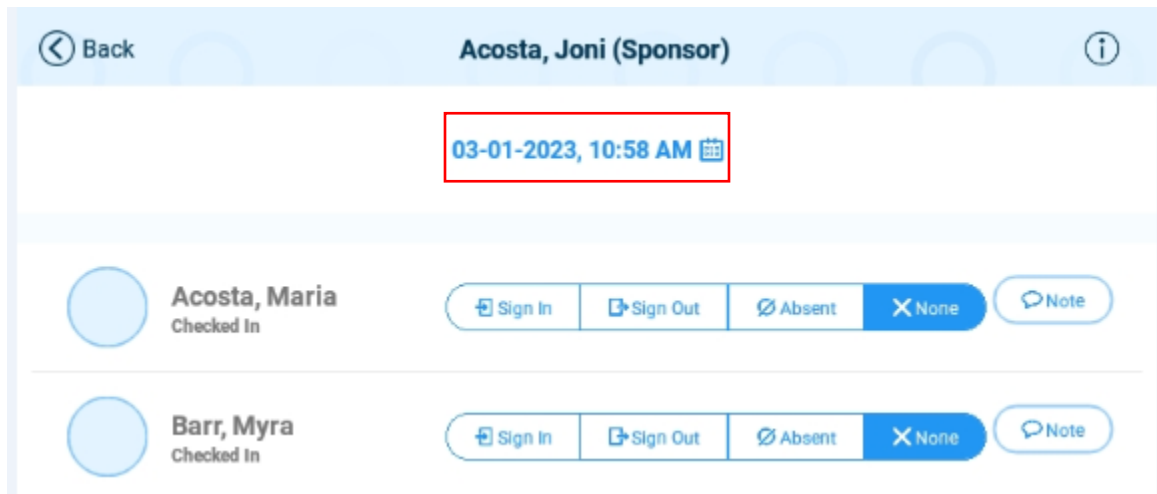 Back Acosta, Joni (Sponsor)
03-01-2023, 10:58 AM
Acosta, Maria
Checked In
Sign In Sign Out Absent None Note
Barr, Myra
Checked In
Sign In Sign Out Absent None Note